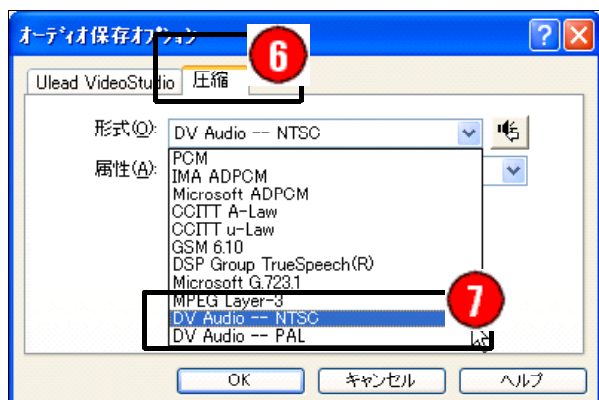 オーディオ保存オプション
6
Ulead VideoStudio 圧縮
形式(O): DV Audio -- NTSC
属性(A):
PCM
IMA ADPCM
Microsoft ADPCM
CCITT A-Law
CCITT u-Law
GSM 6.10
DSP Group TrueSpeech(R)
Microsoft G.723.1
MPEG Layer-3
DV Audio -- NTSC
DV Audio -- PAL
7
OK キャンセル ヘルプ